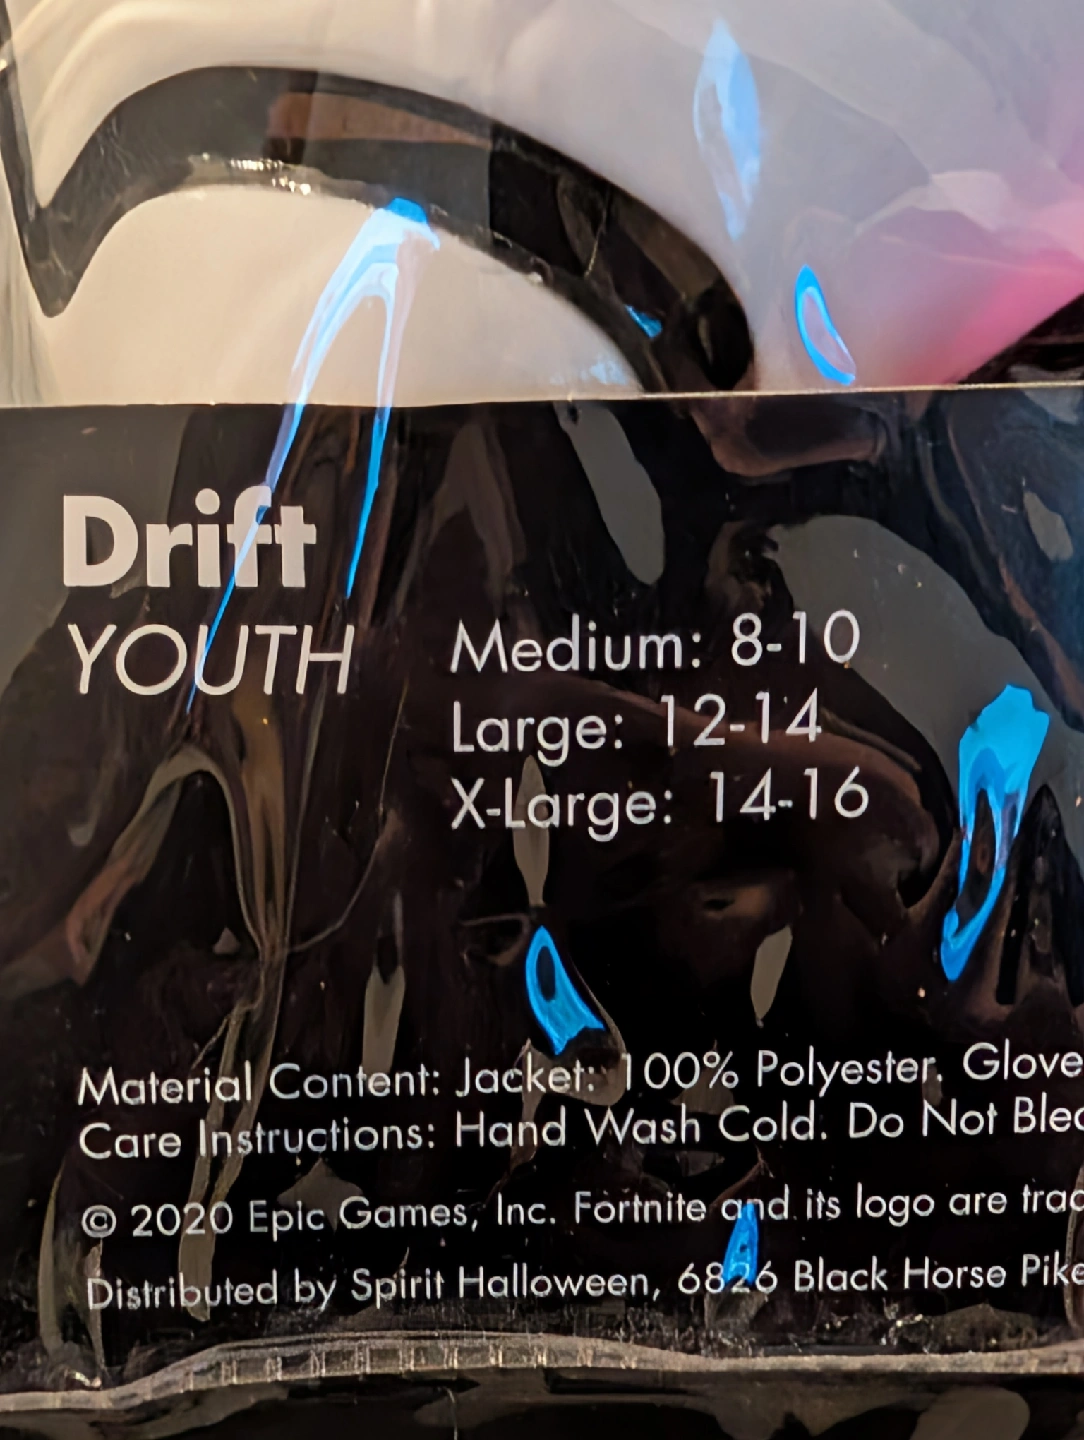 Drift
YOUTH
Medium: 8-10
Large: 12-14
X-Large: 14-16
Material Content: Jacket: 100% Polyester. Glove
Care Instructions: Hand Wash Cold. Do Not
© 2020 Epic Games, Inc. Fortnite and its logo are
Distributed by Spirit Halloween, 6826 Black Horse Pike